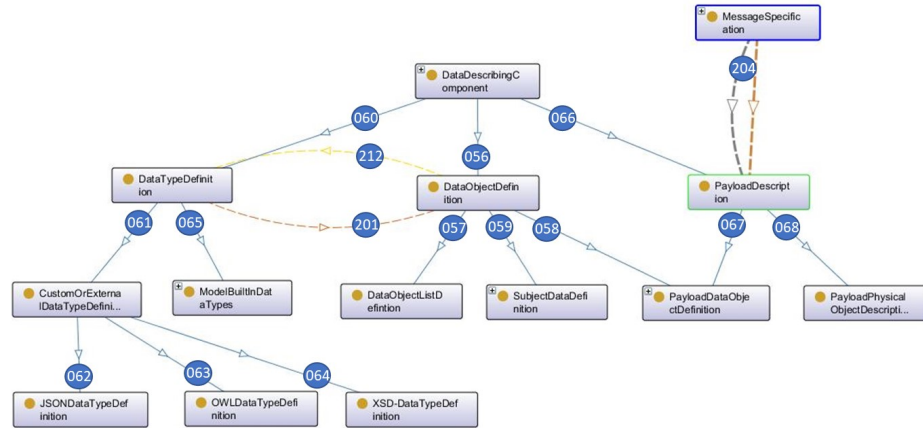 MessageSpecific
ation
204
DataDescribingC
omponent
060
066
212
056
DataTypeDefinit
ion
DataObjectDefin
ition
PayloadDescript
ion
061
065
201
057
059
058
067
068
CustomOrExterna
lDataTypeDefini...
ModelBuiltInDat
aTypes
DataObjectListD
efintion
SubjectDataDefi
nition
PayloadDataObje
ctDefinition
PayloadPhysical
ObjectDescripti...
062
063
064
JSONDataTypeDef
inition
OWLDataTypeDefi
nition
XSD-DataTypeDef
inition